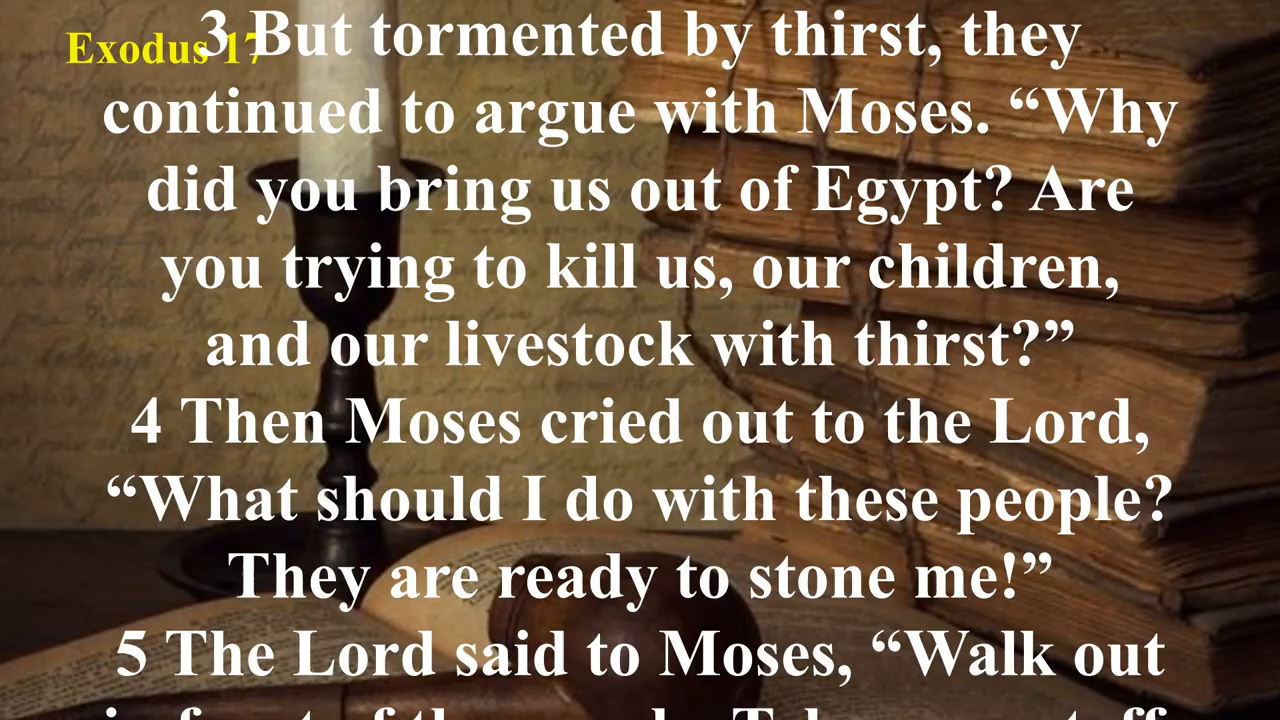 Exodus 17
3 But tormented by thirst, they
continued to argue with Moses. “Why
did you bring us out of Egypt? Are
you trying to kill us, our children,
and our livestock with thirst?”
4 Then Moses cried out to the Lord,
“What should I do with these people?
They are ready to stone me!”
5 The Lord said to Moses, “Walk out